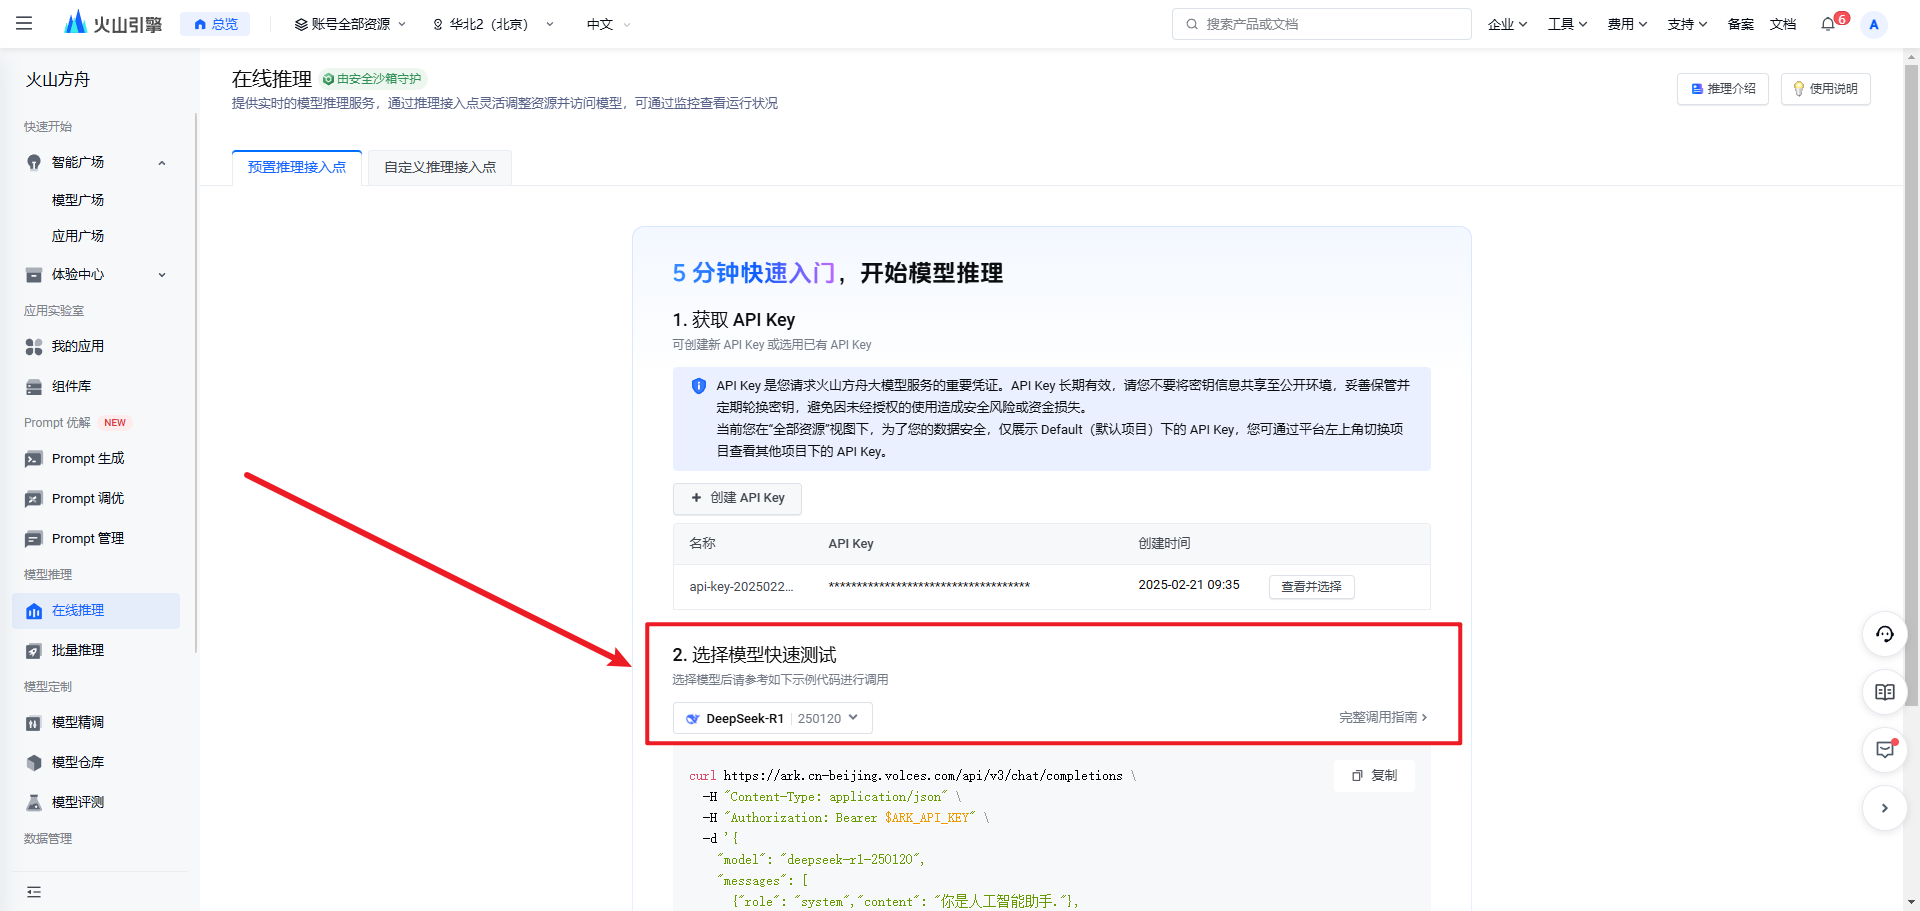 火山引擎
总览
账号全部资源
华北2（北京）
中文
搜索产品或文档
企业
工具
费用
支持
备案
文档
6
A
火山方舟
快速开始
智能广场
模型广场
应用广场
体验中心
应用实验室
我的应用
组件库
Prompt 优解 NEW
Prompt 生成
Prompt 调优
Prompt 管理
模型推理
在线推理
批量推理
模型定制
模型精调
模型仓库
模型评测
数据管理
在线推理
由安全沙箱守护
提供实时的模型推理服务，通过推理接入点灵活调整资源并访问模型，可通过监控查看运行状况
推理介绍
使用说明
预置推理接入点
自定义推理接入点
5 分钟快速入门，开始模型推理
1. 获取 API Key
可创建新 API Key 或选用已有 API Key
API Key 是您请求火山方舟大模型服务的重要凭证。API Key 长期有效，请您不要将密钥信息共享至公开环境，妥善保管并
定期轮换密钥，避免因未经授权的使用造成安全风险或资金损失。
当前您在“全部资源”视图下，为了您的数据安全，仅展示 Default（默认项目）下的 API Key，您可通过平台左上角切换项
目查看其他项目下的 API Key。
+ 创建 API Key
名称
API Key
创建时间
api-key-2025022...
************************************
2025-02-21 09:35
查看并选择
2. 选择模型快速测试
选择模型后请参考如下示例代码进行调用
DeepSeek-R1 | 250120
完整调用指南 >
curl https://ark.cn-beijing.volces.com/api/v3/chat/completions \
复制
-H "Content-Type: application/json" \
-H "Authorization: Bearer $ARK_API_KEY" \
-d '{
"model": "deepseek-r1-250120",
"messages": [
{"role": "system","content": "你是人工智能助手."},